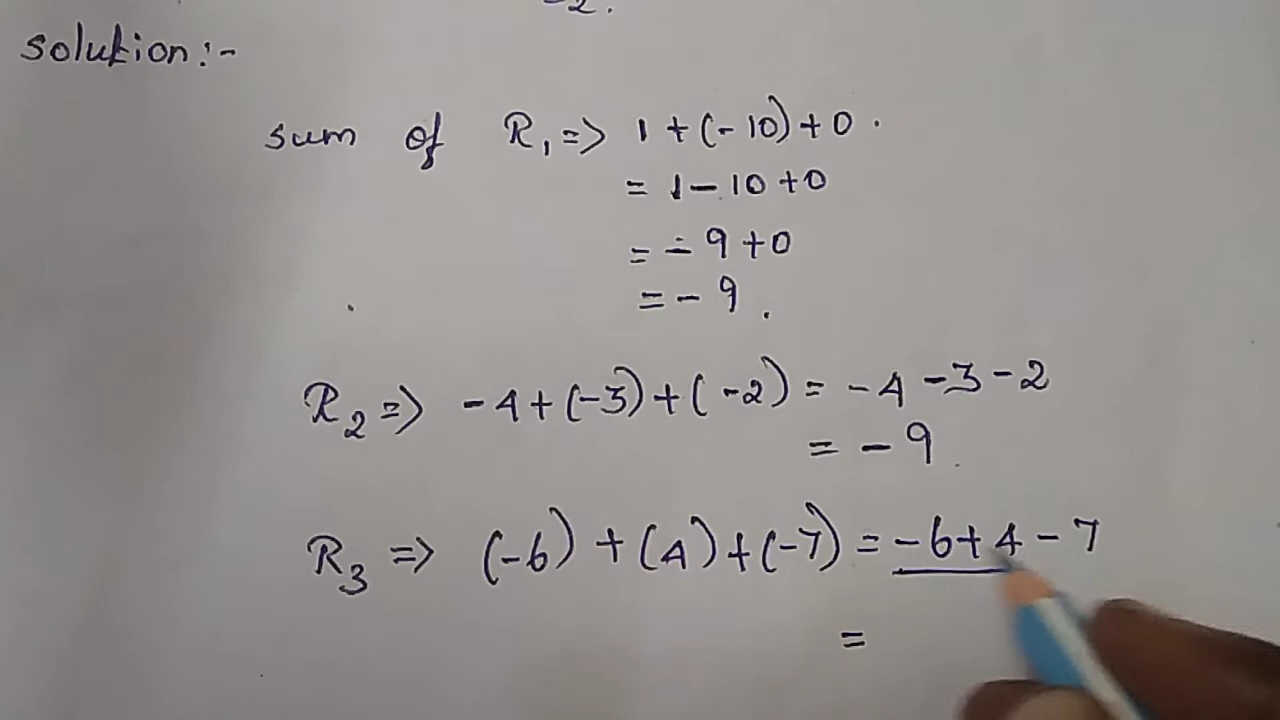 -2.
Solution:-
Sum of R₁ => 1 + (-10) + 0.
= 1 - 10 + 0
= - 9 + 0
= - 9.
R₂ => - 4 + (-3) + (-2) = - 4 - 3 - 2
= - 9.
R₃ => (-6) + (4) + (-7) = - 6 + 4 - 7
=